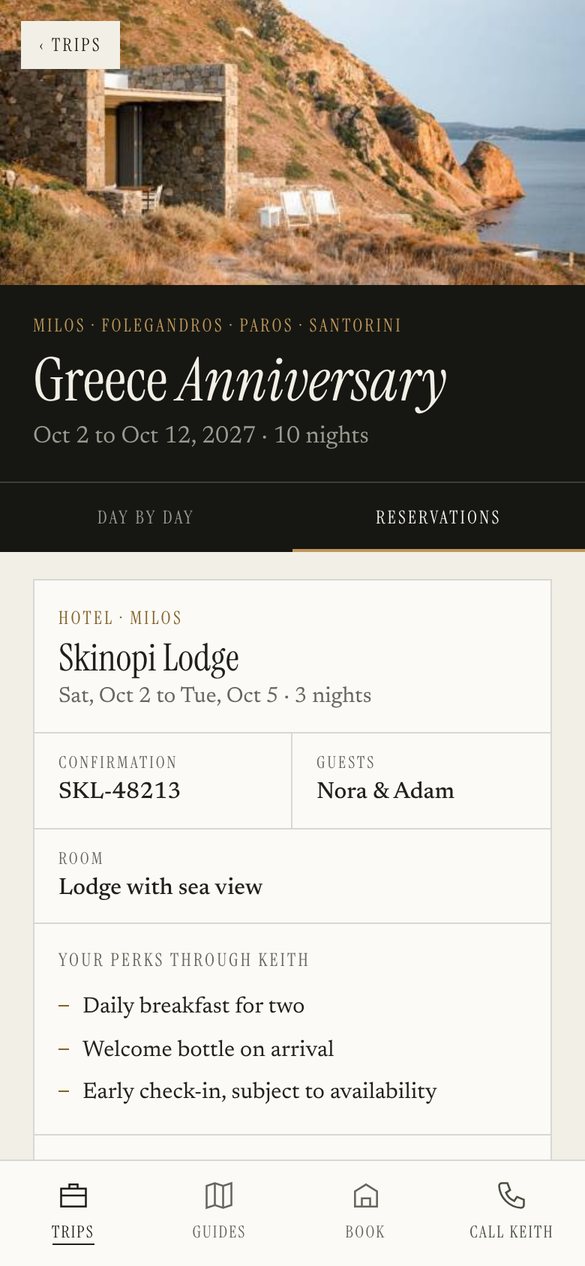 ‹ TRIPS
MILOS · FOLEGANDROS · PAROS · SANTORINI
Greece Anniversary
Oct 2 to Oct 12, 2027 · 10 nights
DAY BY DAY
RESERVATIONS
HOTEL · MILOS
Skinopi Lodge
Sat, Oct 2 to Tue, Oct 5 · 3 nights
CONFIRMATION
SKL-48213
GUESTS
Nora & Adam
ROOM
Lodge with sea view
YOUR PERKS THROUGH KEITH
– Daily breakfast for two
– Welcome bottle on arrival
– Early check-in, subject to availability
TRIPS
GUIDES
BOOK
CALL KEITH